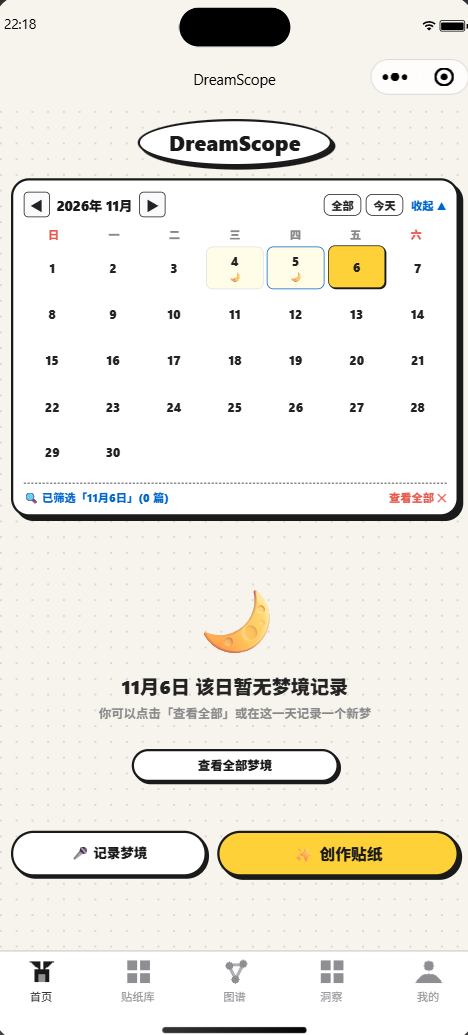 22:18
DreamScope
DreamScope
◀ 2026年 11月 ▶ 全部 今天 收起 ▲
日 一 二 三 四 五 六
1 2 3 4 5 6 7
8 9 10 11 12 13 14
15 16 17 18 19 20 21
22 23 24 25 26 27 28
29 30
🔍 已筛选「11月6日」(0 篇) 查看全部 ✕
11月6日 该日暂无梦境记录
你可以点击「查看全部」或在这一天记录一个新梦
查看全部梦境
🎤 记录梦境 ✨ 创作贴纸
首页 贴纸库 图谱 洞察 我的